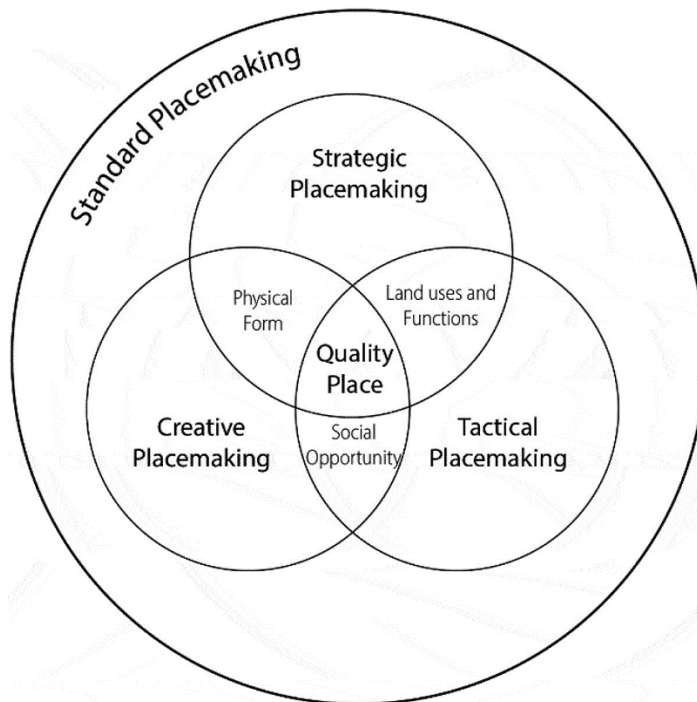 Standard Placemaking
Strategic
Placemaking
Physical
Form
Land uses and
Functions
Quality
Place
Creative
Placemaking
Social
Opportunity
Tactical
Placemaking